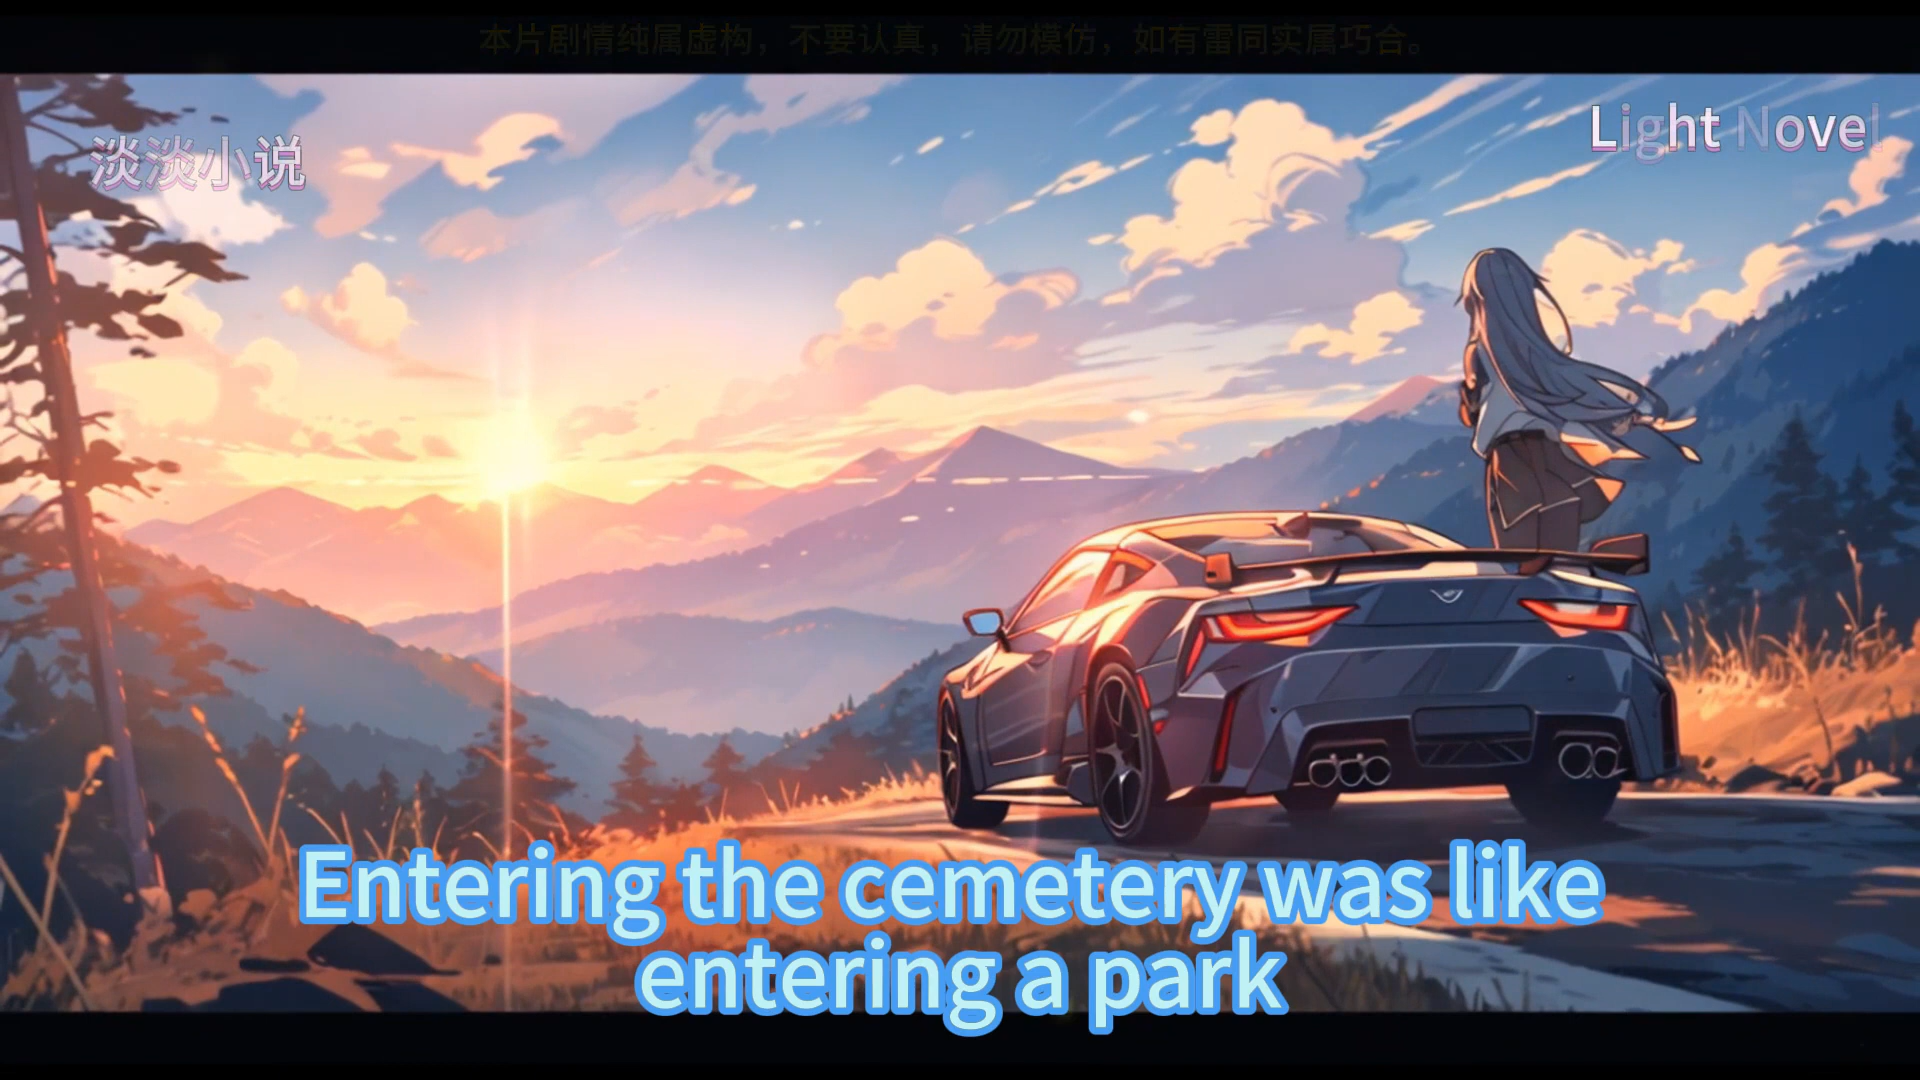 本片剧情纯属虚构，不要认真，请勿模仿，如有雷同实属巧合。
淡淡小说
Light Novel
Entering the cemetery was like
entering a park